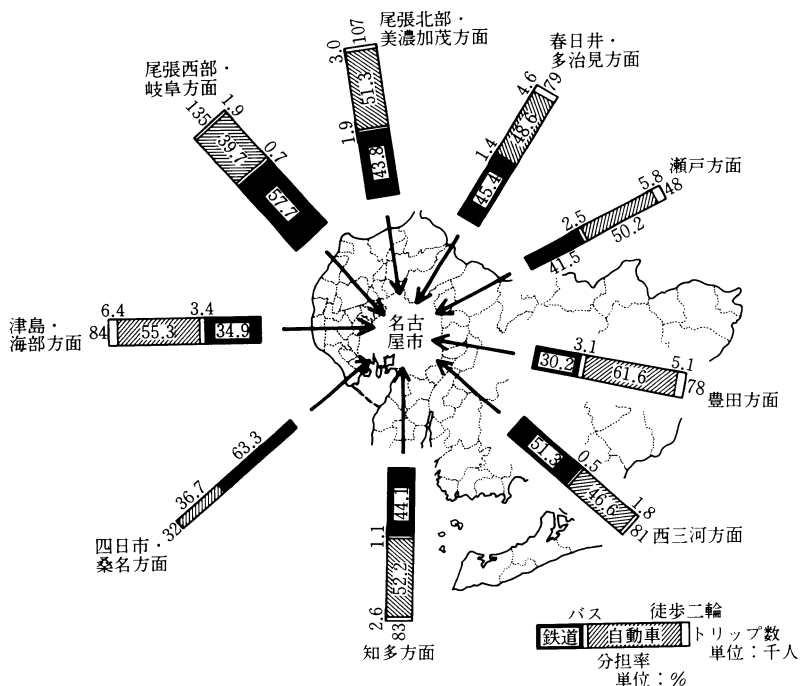 尾張北部・
美濃加茂方面
3.0
107
51.3
1.9
43.8
春日井・
多治見方面
4.6
79
48.6
1.4
45.4
尾張西部・
岐阜方面
135
1.9
39.7
0.7
57.7
瀬戸方面
5.8
48
2.5
50.2
41.5
津島・
海部方面
6.4
84
55.3
3.4
34.9
名古
屋市
30.2
3.1
61.6
5.1
78
豊田方面
63.3
36.7
32
四日市・
桑名方面
51.3
0.5
46.6
1.8
81
西三河方面
44.1
1.1
52.2
2.6
83
知多方面
バス
徒歩二輪
鉄道
自動車
トリップ数
単位：千人
分担率
単位：％